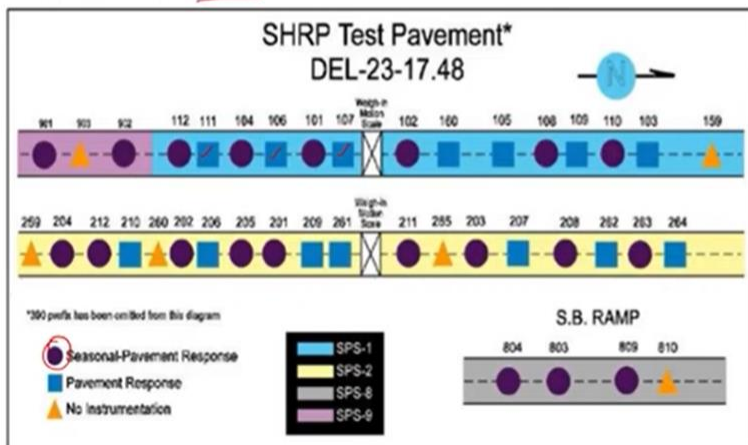 SHRP Test Pavement*
DEL-23-17.48
N
Weigh-in
Motion
Scale
901 903 902 112 111 104 106 101 107 102 160 105 108 109 110 103 159
Weigh-in
Motion
Scale
259 204 212 210 260 202 206 205 201 209 261 211 265 203 207 208 262 263 264
*390 prefix has been omitted from this diagram
Seasonal-Pavement Response
Pavement Response
No Instrumentation
SPS-1
SPS-2
SPS-8
SPS-9
S.B. RAMP
804 803 809 810